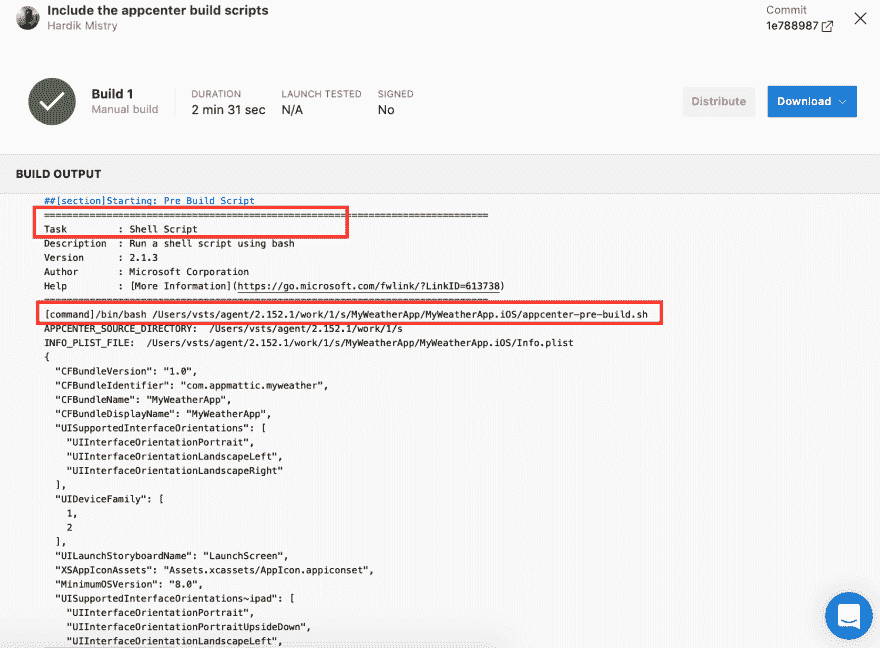 Include the appcenter build scripts
Hardik Mistry
Commit
1e788987
Build 1
Manual build
DURATION
2 min 31 sec
LAUNCH TESTED
N/A
SIGNED
No
Distribute
Download
BUILD OUTPUT
##[section]Starting: Pre Build Script
==============================================================================
Task         : Shell Script
Description  : Run a shell script using bash
Version      : 2.1.3
Author       : Microsoft Corporation
Help         : [More Information](https://go.microsoft.com/fwlink/?LinkID=613738)
==============================================================================
[command]/bin/bash /Users/vsts/agent/2.152.1/work/1/s/MyWeatherApp/MyWeatherApp.iOS/appcenter-pre-build.sh
APPCENTER_SOURCE_DIRECTORY:  /Users/vsts/agent/2.152.1/work/1/s
INFO_PLIST_FILE:  /Users/vsts/agent/2.152.1/work/1/s/MyWeatherApp/MyWeatherApp.iOS/Info.plist
{
  "CFBundleVersion": "1.0",
  "CFBundleIdentifier": "com.appmattic.myweather",
  "CFBundleName": "MyWeatherApp",
  "CFBundleDisplayName": "MyWeatherApp",
  "UISupportedInterfaceOrientations": [
    "UIInterfaceOrientationPortrait",
    "UIInterfaceOrientationLandscapeLeft",
    "UIInterfaceOrientationLandscapeRight"
  ],
  "UIDeviceFamily": [
    1,
    2
  ],
  "UILaunchStoryboardName": "LaunchScreen",
  "XSAppIconAssets": "Assets.xcassets/AppIcon.appiconset",
  "MinimumOSVersion": "8.0",
  "UISupportedInterfaceOrientations~ipad": [
    "UIInterfaceOrientationPortrait",
    "UIInterfaceOrientationPortraitUpsideDown",
    "UIInterfaceOrientationLandscapeLeft",